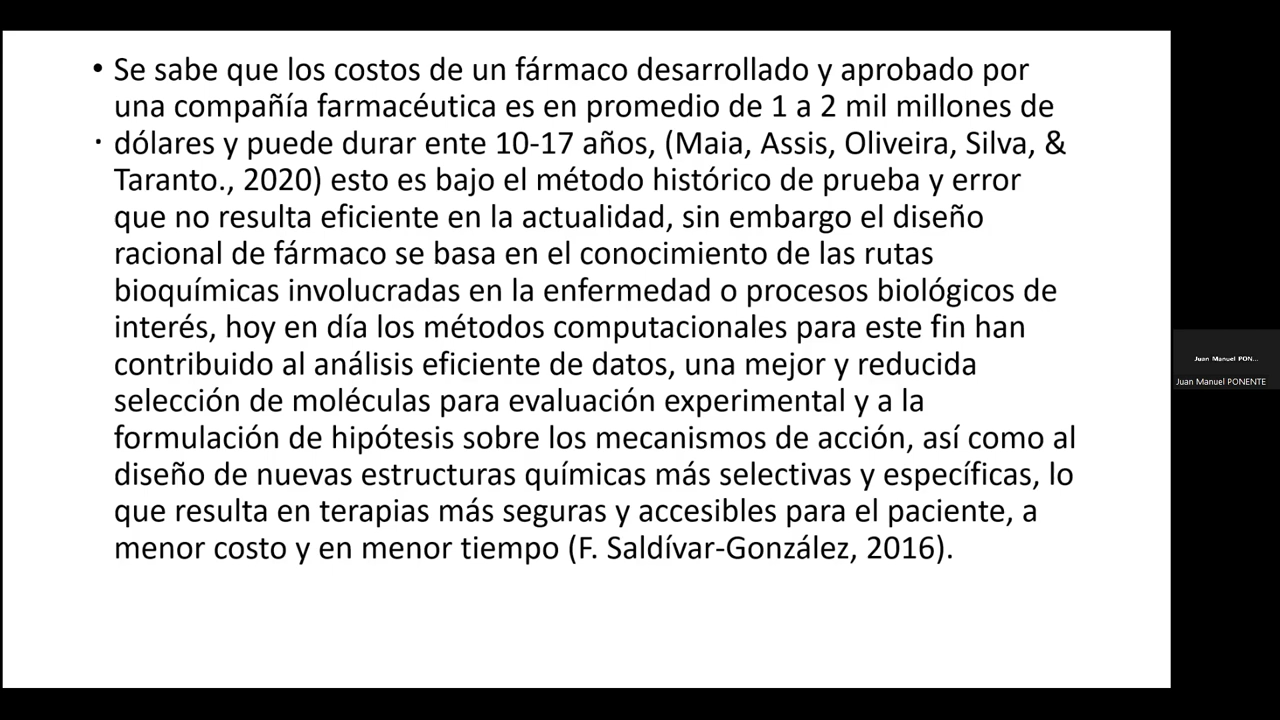 • Se sabe que los costos de un fármaco desarrollado y aprobado por
una compañía farmacéutica es en promedio de 1 a 2 mil millones de
· dólares y puede durar ente 10-17 años, (Maia, Assis, Oliveira, Silva, &
Taranto., 2020) esto es bajo el método histórico de prueba y error
que no resulta eficiente en la actualidad, sin embargo el diseño
racional de fármaco se basa en el conocimiento de las rutas
bioquímicas involucradas en la enfermedad o procesos biológicos de
interés, hoy en día los métodos computacionales para este fin han
contribuido al análisis eficiente de datos, una mejor y reducida
selección de moléculas para evaluación experimental y a la
formulación de hipótesis sobre los mecanismos de acción, así como al
diseño de nuevas estructuras químicas más selectivas y específicas, lo
que resulta en terapias más seguras y accesibles para el paciente, a
menor costo y en menor tiempo (F. Saldívar-González, 2016).
Juan Manuel PON...
Juan Manuel PONENTE